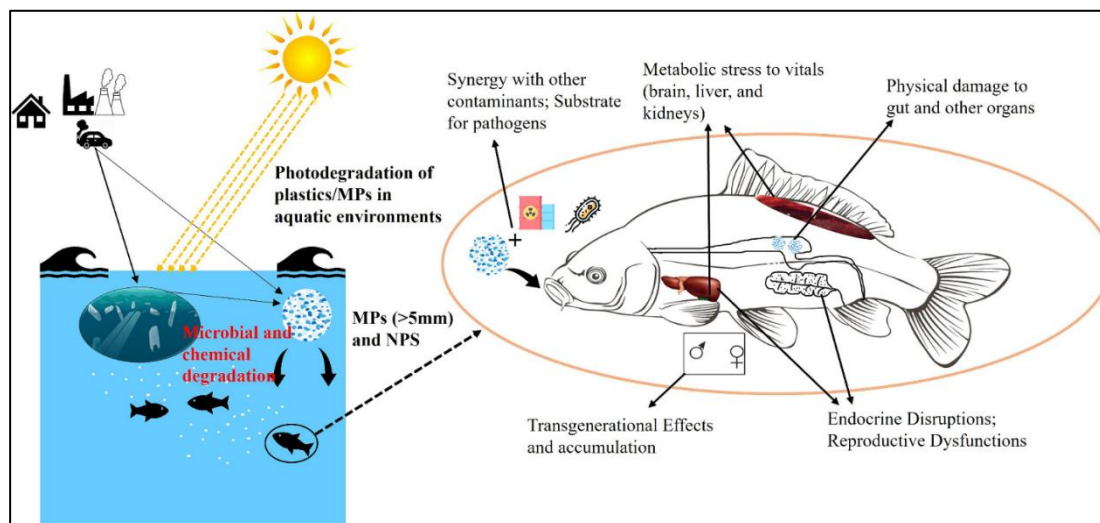 Photodegradation of
plastics/MPs in
aquatic environments
Microbial and
chemical
degradation
MPs (>5mm)
and NPS
Synergy with other
contaminants; Substrate
for pathogens
+
Metabolic stress to vitals
(brain, liver, and
kidneys)
Physical damage to
gut and other organs
♂ ♀
Transgenerational Effects
and accumulation
Endocrine Disruptions;
Reproductive Dysfunctions